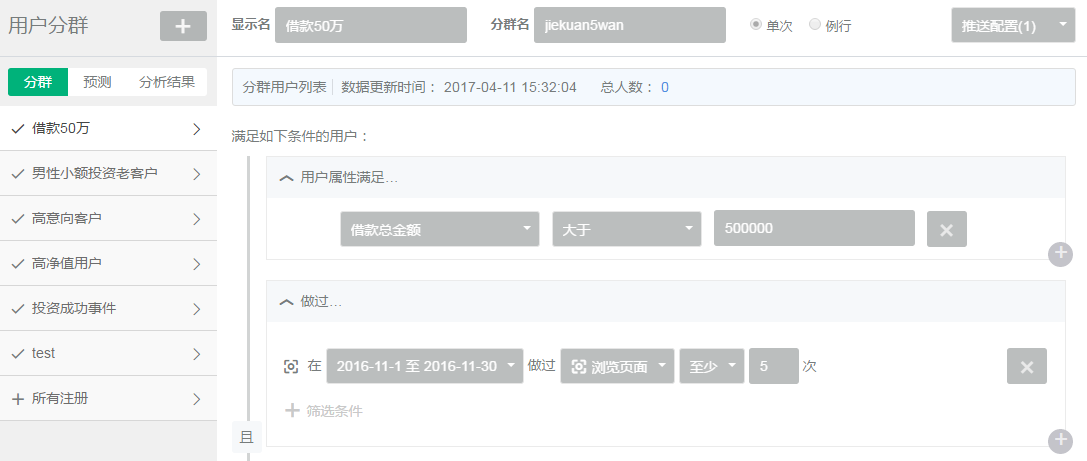 用户分群
分群 预测 分析结果
借款50万
男性小额投资老客户
高意向客户
高净值用户
投资成功事件
test
所有注册
显示名 借款50万 分群名 jiekuan5wan 单次 例行 推送配置(1)
分群用户列表 数据更新时间： 2017-04-11 15:32:04 总人数： 0
满足如下条件的用户：
用户属性满足...
借款总金额 大于 500000
做过...
在 2016-11-1 至 2016-11-30 做过 浏览页面 至少 5 次
筛选条件
且